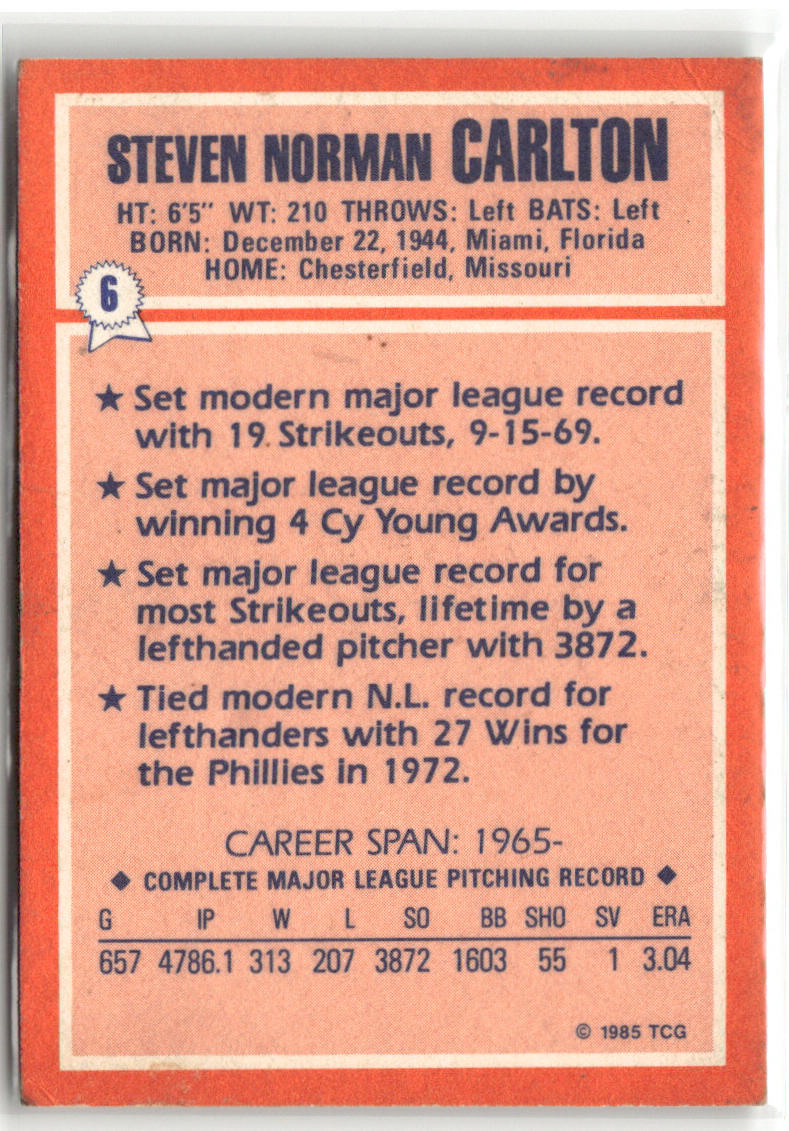 STEVEN NORMAN CARLTON
HT: 6'5" WT: 210 THROWS: Left BATS: Left
BORN: December 22, 1944, Miami, Florida
HOME: Chesterfield, Missouri
6
★ Set modern major league record
with 19 Strikeouts, 9-15-69.
★ Set major league record by
winning 4 Cy Young Awards.
★ Set major league record for
most Strikeouts, lifetime by a
lefthanded pitcher with 3872.
★ Tied modern N.L. record for
lefthanders with 27 Wins for
the Phillies in 1972.
CAREER SPAN: 1965-
◆ COMPLETE MAJOR LEAGUE PITCHING RECORD ◆
G IP W L SO BB SHO SV ERA
657 4786.1 313 207 3872 1603 55 1 3.04
© 1985 TCG